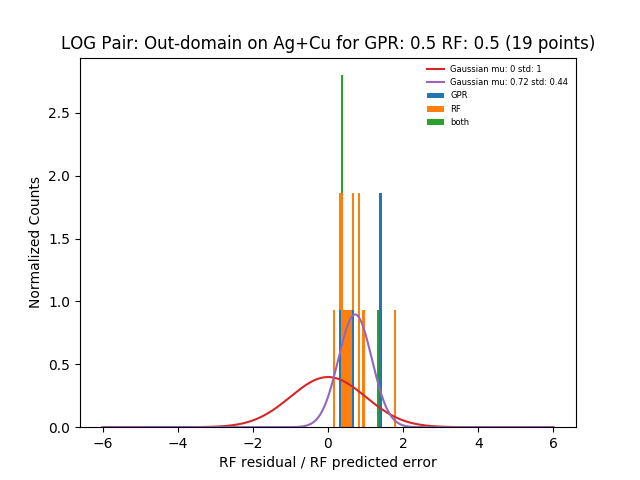 LOG Pair: Out-domain on Ag+Cu for GPR: 0.5 RF: 0.5 (19 points)
Gaussian mu: 0 std: 1
Gaussian mu: 0.72 std: 0.44
GPR
RF
both
Normalized Counts
2.5
2.0
1.5
1.0
0.5
0.0
−6 −4 −2 0 2 4 6
RF residual / RF predicted error